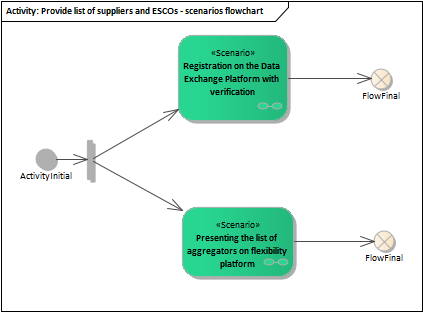 Activity: Provide list of suppliers and ESCOs - scenarios flowchart
«Scenario»
Registration on the Data
Exchange Platform with
verification
FlowFinal
ActivityInitial
«Scenario»
Presenting the list of
aggregators on flexibility
platform
FlowFinal